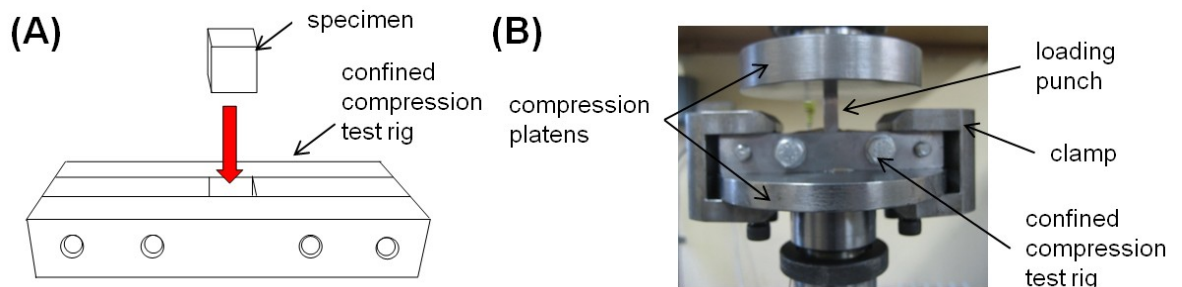 (A)
specimen
confined
compression
test rig
(B)
compression
platens
loading
punch
clamp
confined
compression
test rig